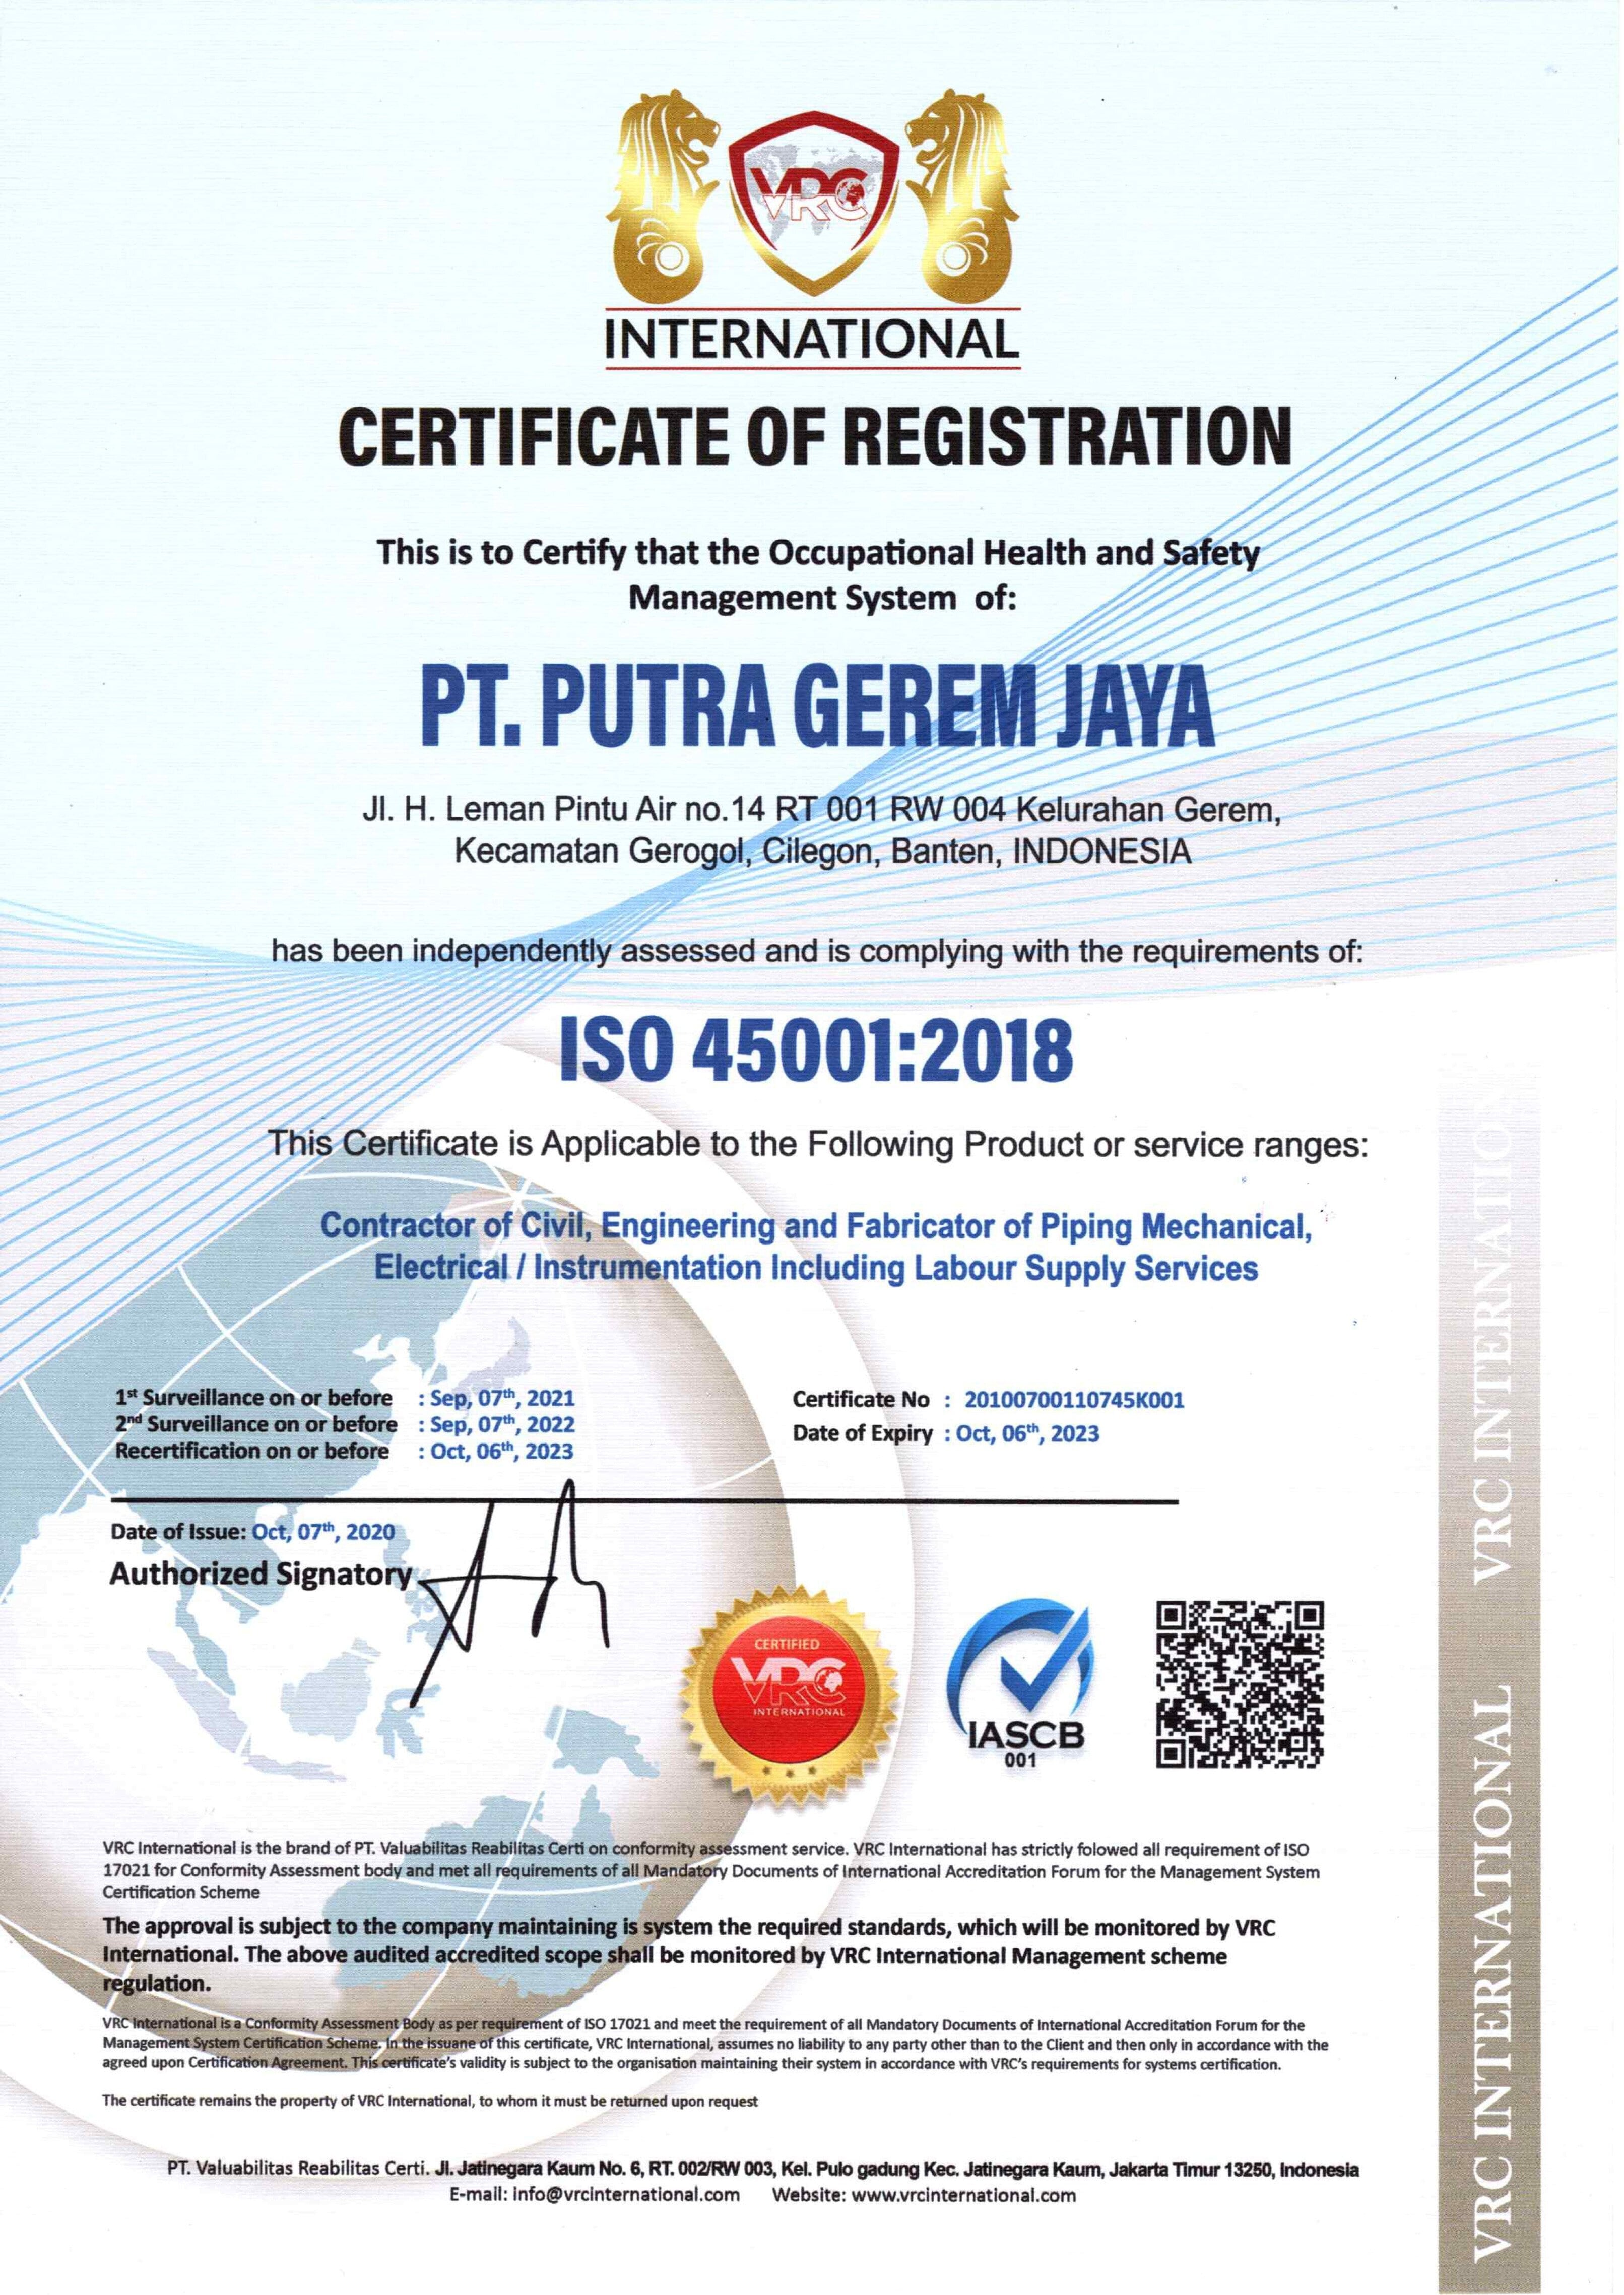 VRC
INTERNATIONAL
CERTIFICATE OF REGISTRATION
This is to Certify that the Occupational Health and Safety
Management System of:
PT. PUTRA GEREM JAYA
Jl. H. Leman Pintu Air no.14 RT 001 RW 004 Kelurahan Gerem,
Kecamatan Gerogol, Cilegon, Banten, INDONESIA
has been independently assessed and is complying with the requirements of:
ISO 45001:2018
This Certificate is Applicable to the Following Product or service ranges:
Contractor of Civil, Engineering and Fabricator of Piping Mechanical,
Electrical / Instrumentation Including Labour Supply Services
1st Surveillance on or before : Sep, 07th, 2021
2nd Surveillance on or before : Sep, 07th, 2022
Recertification on or before : Oct, 06th, 2023
Certificate No : 20100700110745K001
Date of Expiry : Oct, 06th, 2023
Date of Issue: Oct, 07th, 2020
Authorized Signatory
CERTIFIED
VRC
INTERNATIONAL
IASCB
001
VRC International is the brand of PT. Valuabilitas Reabilitas Certi on conformity assessment service. VRC International has strictly folowed all requirement of ISO
17021 for Conformity Assessment body and met all requirements of all Mandatory Documents of International Accreditation Forum for the Management System
Certification Scheme
The approval is subject to the company maintaining is system the required standards, which will be monitored by VRC
International. The above audited accredited scope shall be monitored by VRC International Management scheme
regulation.
VRC International is a Conformity Assessment Body as per requirement of ISO 17021 and meet the requirement of all Mandatory Documents of International Accreditation Forum for the
Management System Certification Scheme. In the issuane of this certificate, VRC International, assumes no liability to any party other than to the Client and then only in accordance with the
agreed upon Certification Agreement. This certificate's validity is subject to the organisation maintaining their system in accordance with VRC's requirements for systems certification.
The certificate remains the property of VRC International, to whom it must be returned upon request
PT. Valuabilitas Reabilitas Certi. Jl. Jatinegara Kaum No. 6, RT. 002/RW 003, Kel. Pulo gadung Kec. Jatinegara Kaum, Jakarta Timur 13250, Indonesia
E-mail: info@vrcinternational.com Website: www.vrcinternational.com
VRC INTERNATIONAL VRC INTERNATIO